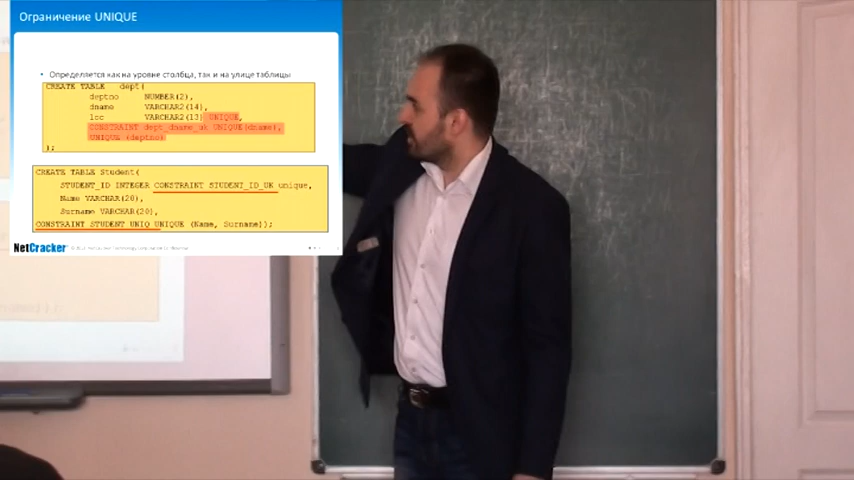 Ограничение UNIQUE
• Определяется как на уровне столбца, так и на улице таблицы
CREATE TABLE dept(
deptno NUMBER(2),
dname VARCHAR2(14),
loc VARCHAR2(13) UNIQUE,
CONSTRAINT dept_dname_uk UNIQUE(dname),
UNIQUE (deptno)
);
CREATE TABLE Student(
STUDENT_ID INTEGER CONSTRAINT STUDENT_ID_UK unique,
Name VARCHAR(20),
Surname VARCHAR(20),
CONSTRAINT STUDENT_UNIQ UNIQUE (Name, Surname));
NetCracker